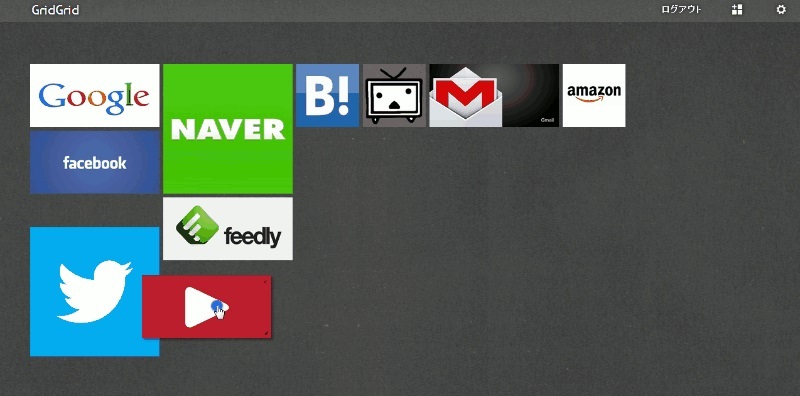 GridGrid
ログアウト
Google
NAVER
B!
Gmail
amazon
facebook
feedly